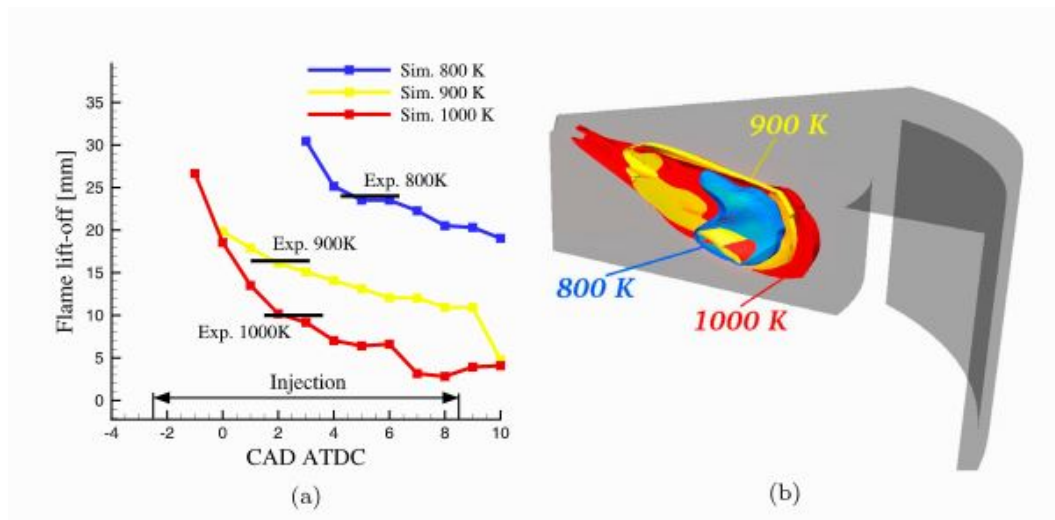 Sim. 800 K
Sim. 900 K
Sim. 1000 K
35
30
25
20
15
10
5
0
Flame lift-off [mm]
Exp. 800K
Exp. 900K
Exp. 1000K
Injection
-4 -2 0 2 4 6 8 10
CAD ATDC
(a)
900 K
800 K
1000 K
(b)